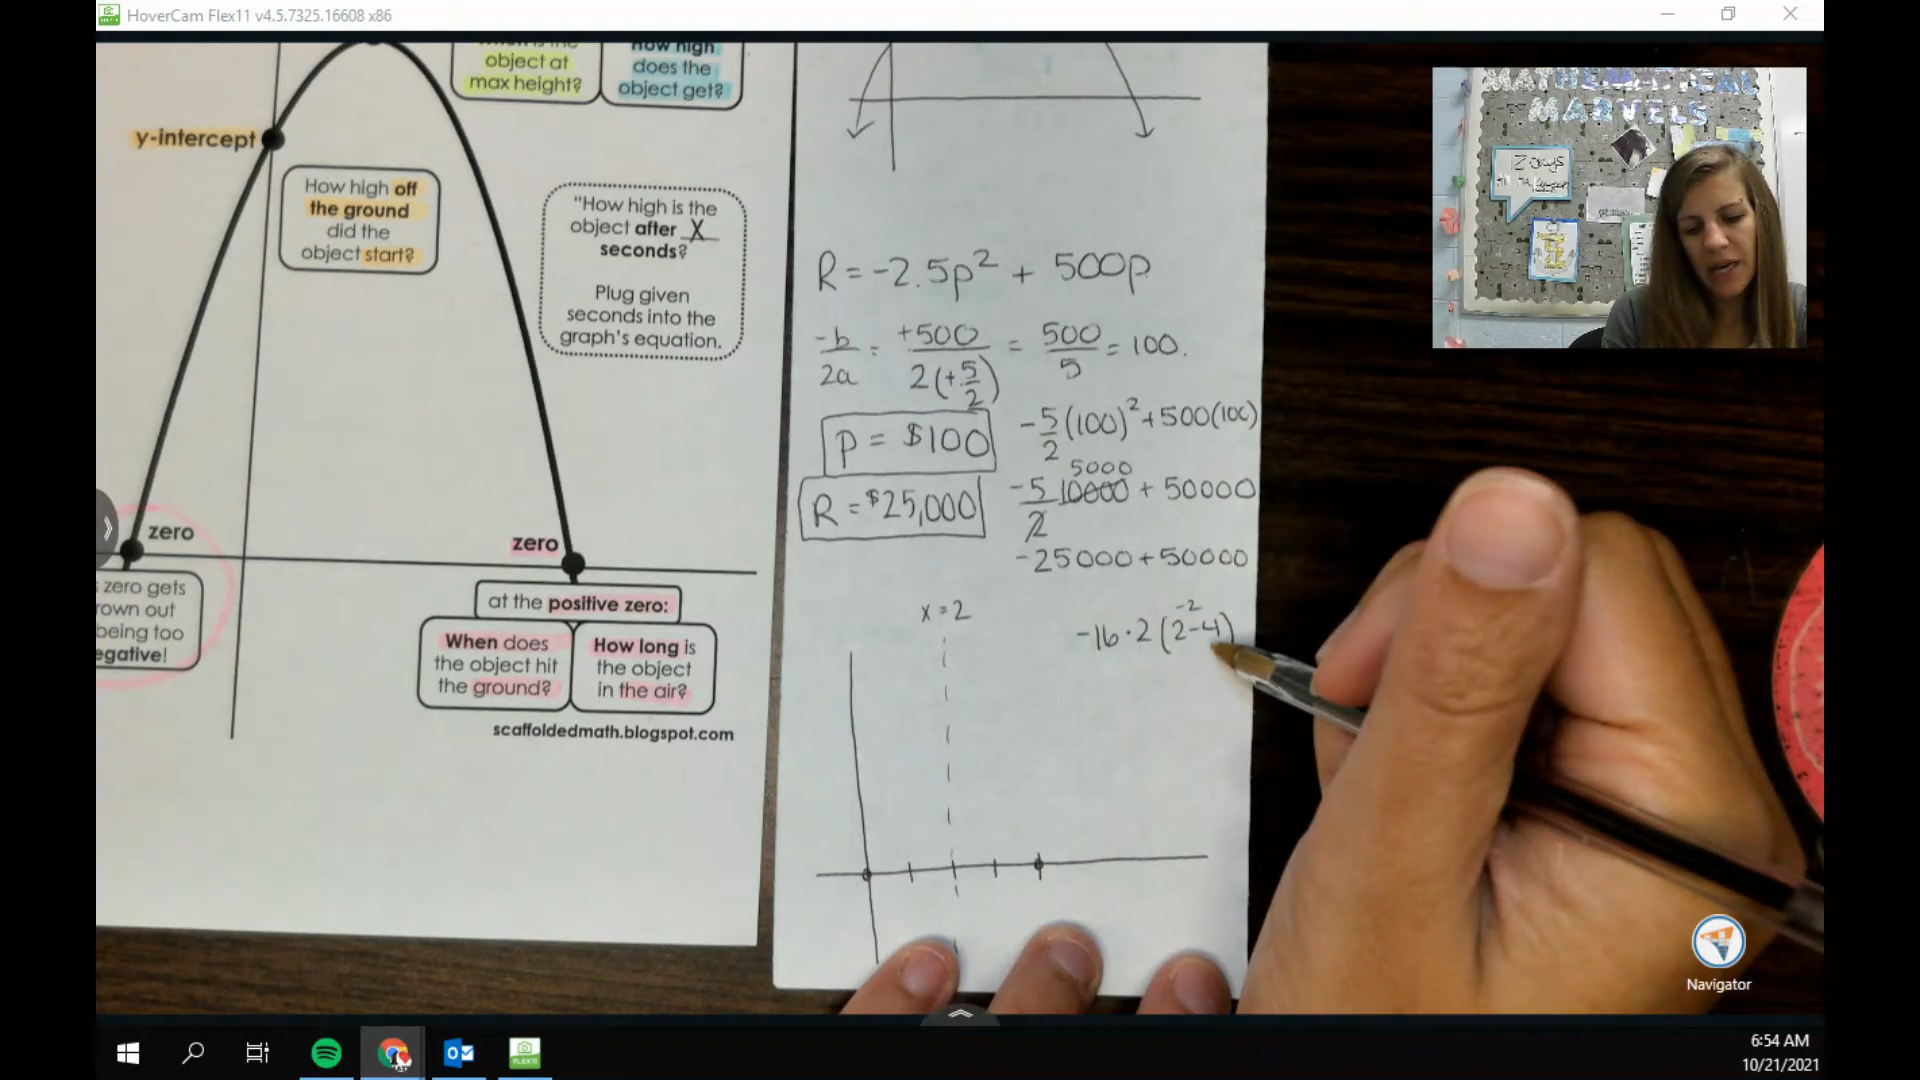 HoverCam Flex11 v4.5.7325.16608 x86
object at
max height?
How high
does the
object get?
y-intercept
How high off
the ground
did the
object start?
"How high is the
object after X
seconds?
Plug given
seconds into the
graph's equation.
zero
zero
zero gets
being too
at the positive zero:
When does
the object hit
the ground?
How long is
the object
in the air?
scaffoldedmath.blogspot.com
R = -2.5p² + 500p
-b/2a = +500/2(+5/2) = 500/5 = 100.
p = $100
-5/2(100)²+500(100)
5000
-5/2 10000 + 50000
R = $25,000
-25000+50000
x = 2
-2
-16·2(2-4)
MATHEMATICAL
MARVELS
Navigator
FLEX11
6:54 AM
10/21/2021